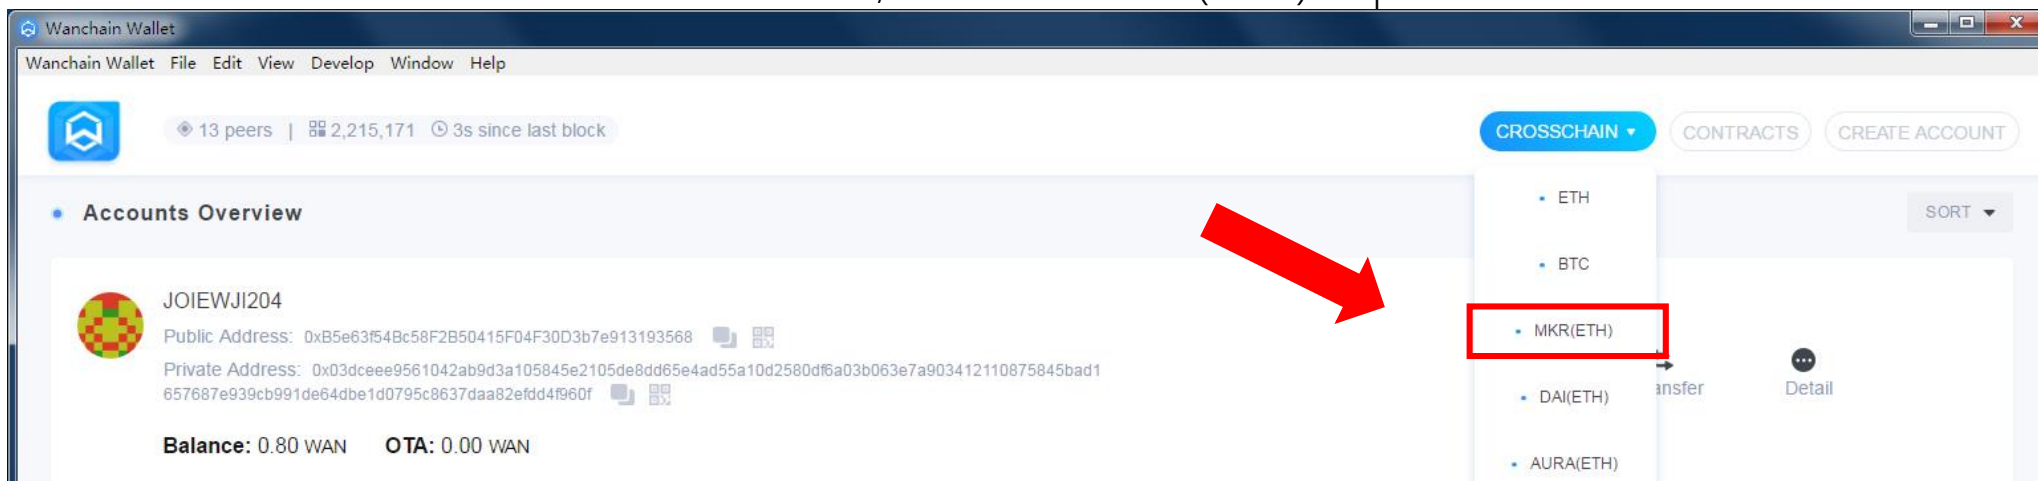 Wanchain Wallet
Wanchain Wallet File Edit View Develop Window Help
13 peers | 2,215,171 3s since last block
CROSSCHAIN CONTRACTS CREATE ACCOUNT
Accounts Overview
SORT
ETH
BTC
MKR(ETH)
DAI(ETH)
AURA(ETH)
JOIEWJI204
Public Address: 0xB5e63f54Bc58F2B50415F04F30D3b7e913193568
Private Address: 0x03dceee9561042ab9d3a105845e2105de8dd65e4ad55a10d2580df6a03b063e7a903412110875845bad1
657687e939cb991de64dbe1d0795c8637daa82efdd4f960f
ansfer Detail
Balance: 0.80 WAN OTA: 0.00 WAN